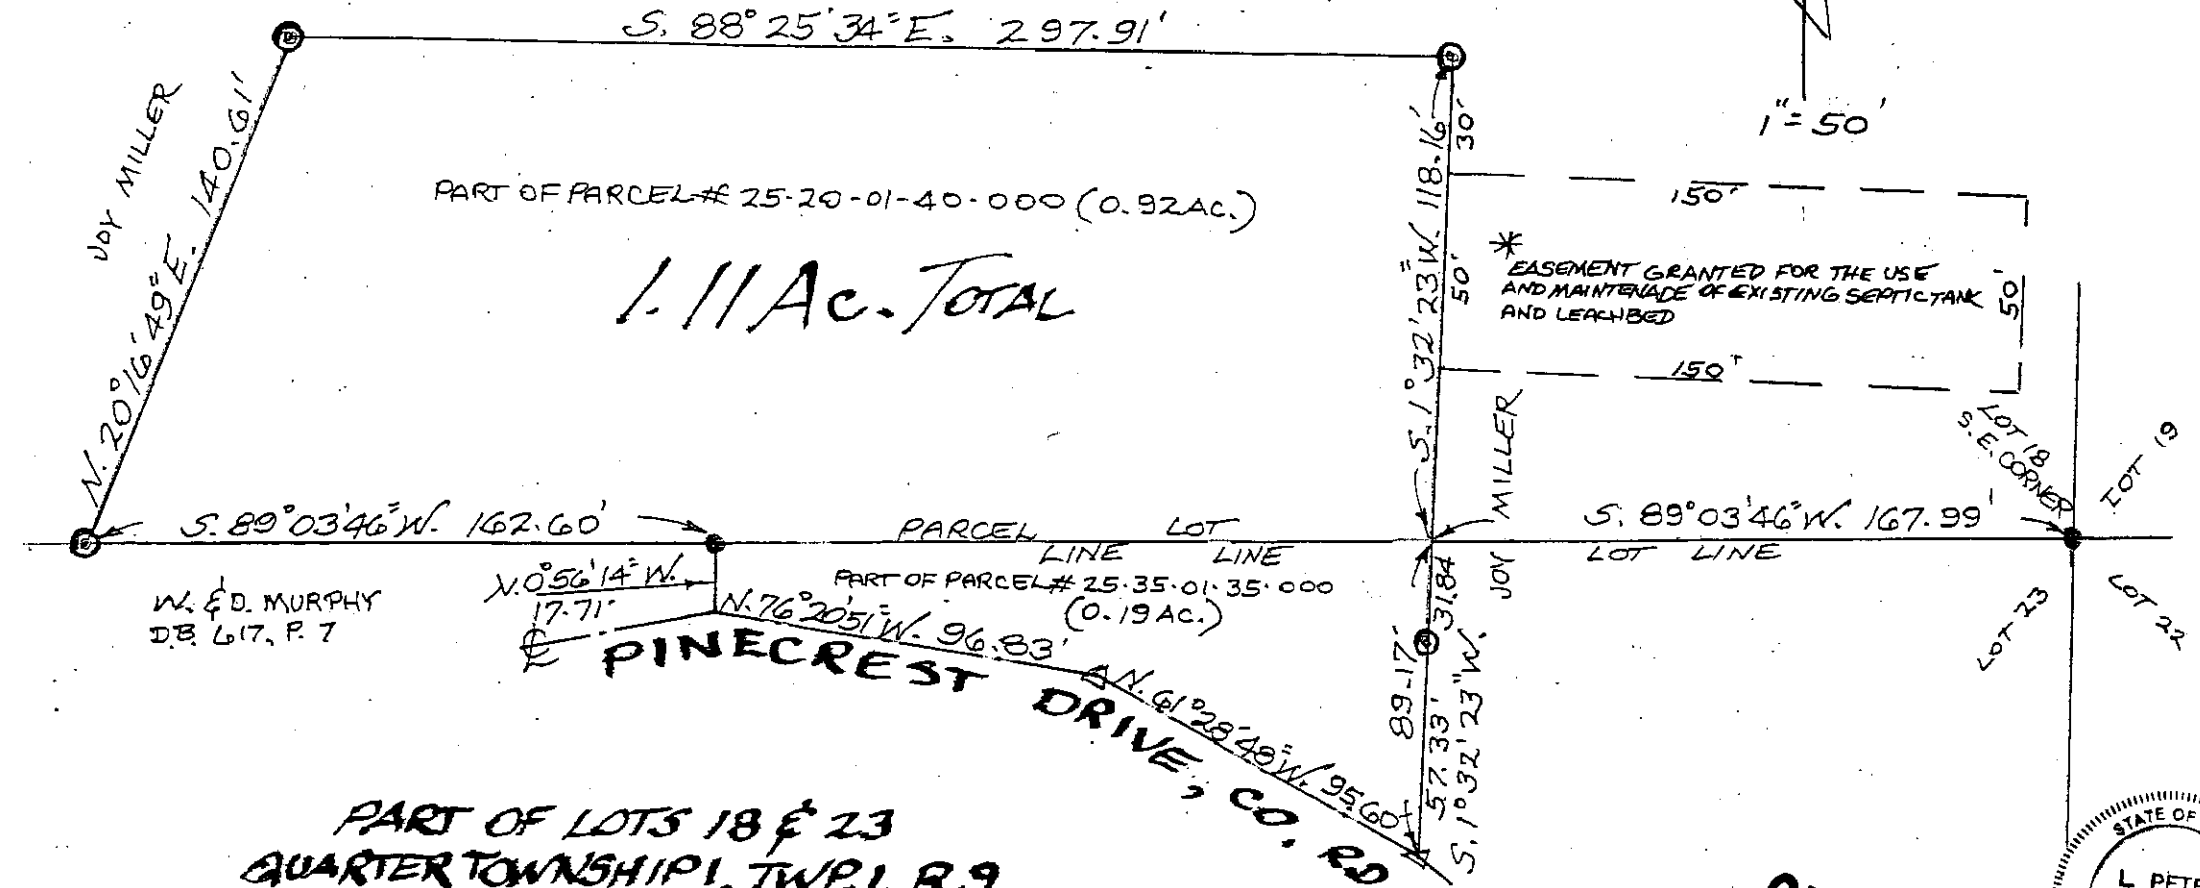 S. 88° 25' 34" E. 297.91'
JOY MILLER
N. 20° 16' 49" E. 140.61'
PART OF PARCEL# 25-20-01-40-000 (0.92 AC.)
1.11 Ac. TOTAL
S. 1° 32' 23" W. 118.16'
30'
50'
1" = 50'
150'
*
EASEMENT GRANTED FOR THE USE
AND MAINTENADE OF EXISTING SEPTIC TANK
AND LEACHBED
50'
150'
LOT 18
S.E. CORNER
LOT 19
S. 89° 03' 46" W. 162.60'
PARCEL LINE
LOT LINE
JOY MILLER
S. 89° 03' 46" W. 167.99'
LOT LINE
W. & D. MURPHY
D.B. 617, P. 7
N. 0° 56' 14" W.
17.71'
PART OF PARCEL# 25-35-01-35-000
(0.19 AC.)
N. 76° 20' 51" W. 96.83'
31.84
89.17'
57.33'
S. 1° 32' 23" W.
LOT 23
LOT 22
PINECREST DRIVE, CO. RD
N. 61° 28' 48" W. 95.60'
PART OF LOTS 18 & 23
QUARTER TOWNSHIP 1, TWP. 1, R. 9
STATE OF